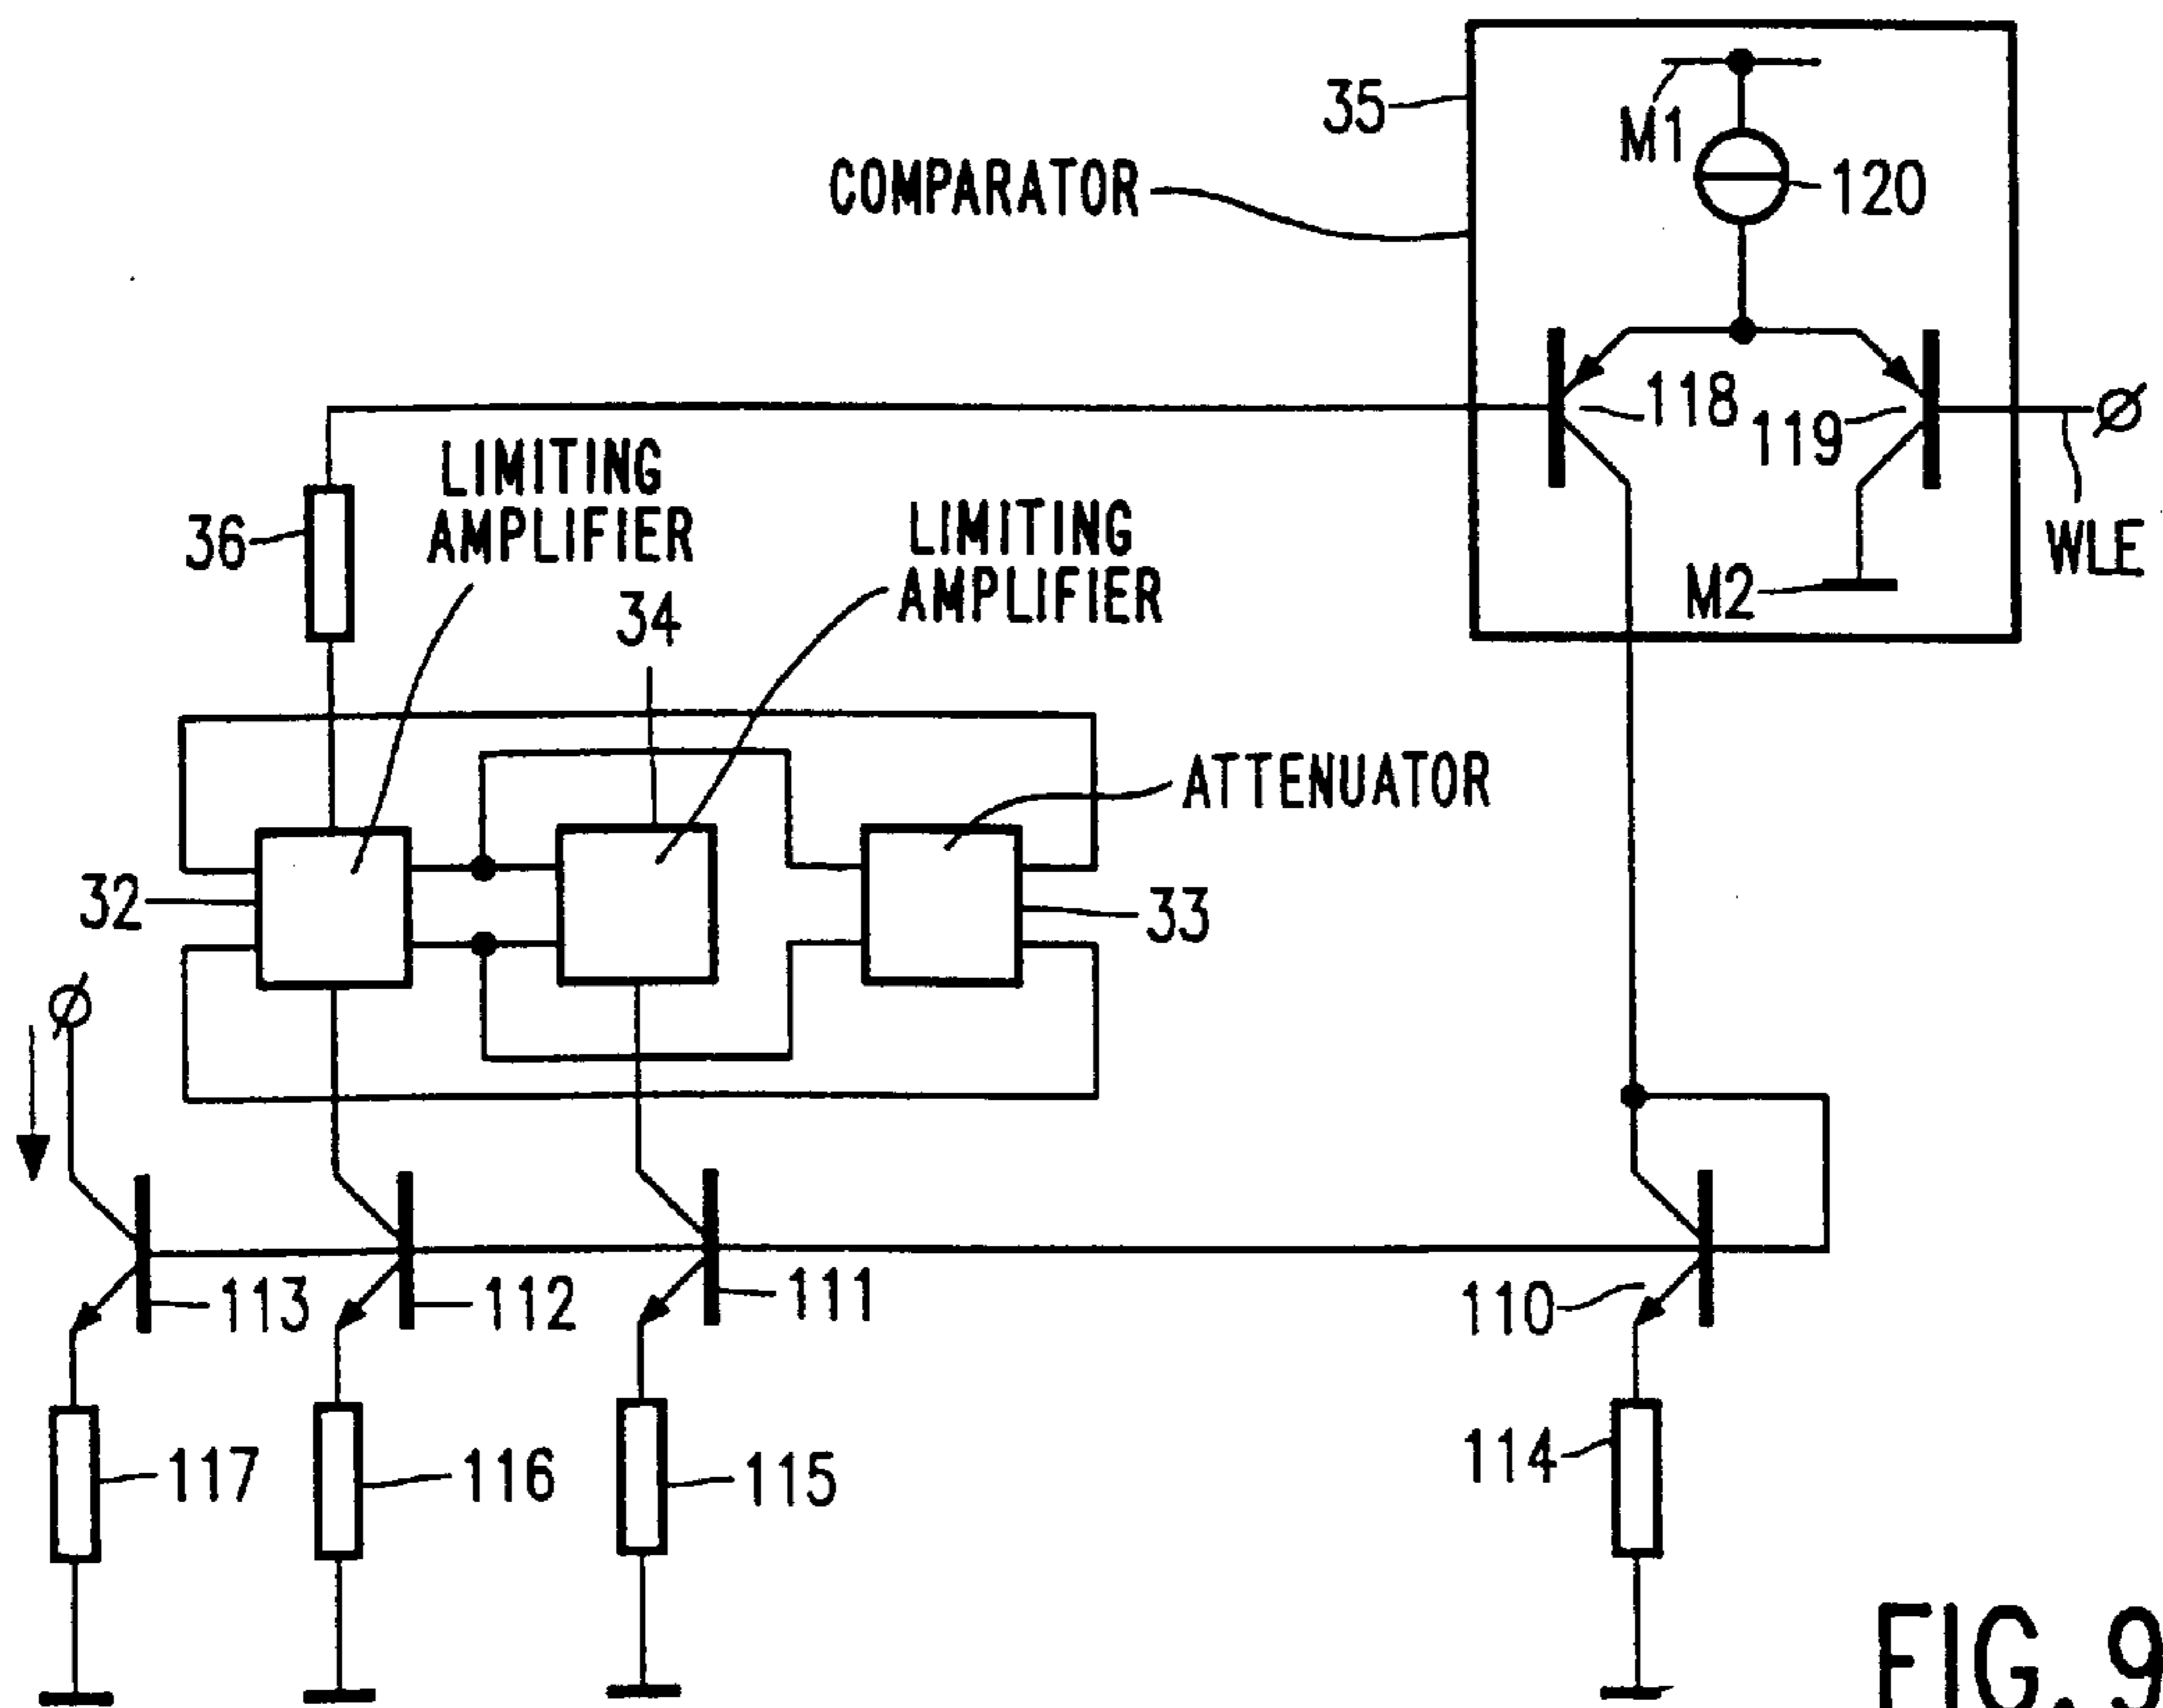 35
M1
120
COMPARATOR
118
119
WLE
M2
LIMITING
AMPLIFIER
36
LIMITING
AMPLIFIER
34
ATTENUATOR
32
33
113
112
111
110
117
116
115
114
FIG. 9